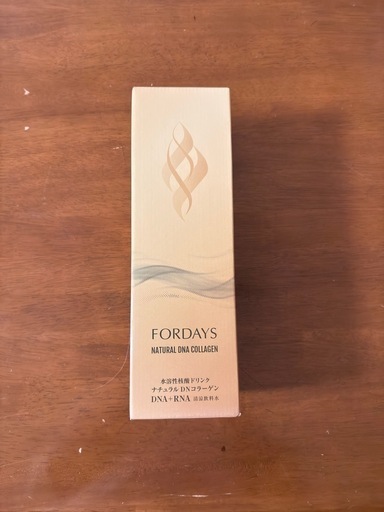 FORDAYS
NATURAL DNA COLLAGEN
水溶性核酸ドリンク
ナチュラル DNコラーゲン
DNA+RNA 清涼飲料水